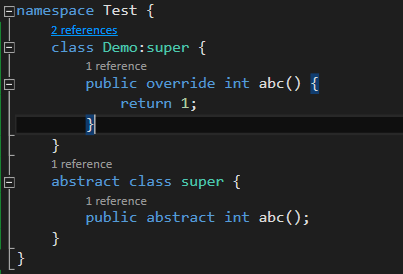 namespace Test {
2 references
class Demo:super {
1 reference
public override int abc() {
return 1;
}
}
1 reference
abstract class super {
1 reference
public abstract int abc();
}
}